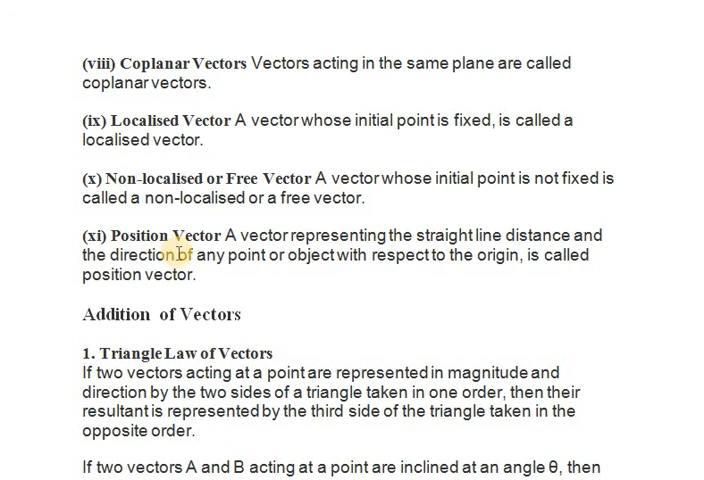 (viii) Coplanar Vectors Vectors acting in the same plane are called
coplanar vectors.
(ix) Localised Vector A vector whose initial point is fixed, is called a
localised vector.
(x) Non-localised or Free Vector A vector whose initial point is not fixed is
called a non-localised or a free vector.
(xi) Position Vector A vector representing the straight line distance and
the direction of any point or object with respect to the origin, is called
position vector.
Addition of Vectors
1. Triangle Law of Vectors
If two vectors acting at a point are represented in magnitude and
direction by the two sides of a triangle taken in one order, then their
resultant is represented by the third side of the triangle taken in the
opposite order.
If two vectors A and B acting at a point are inclined at an angle θ, then